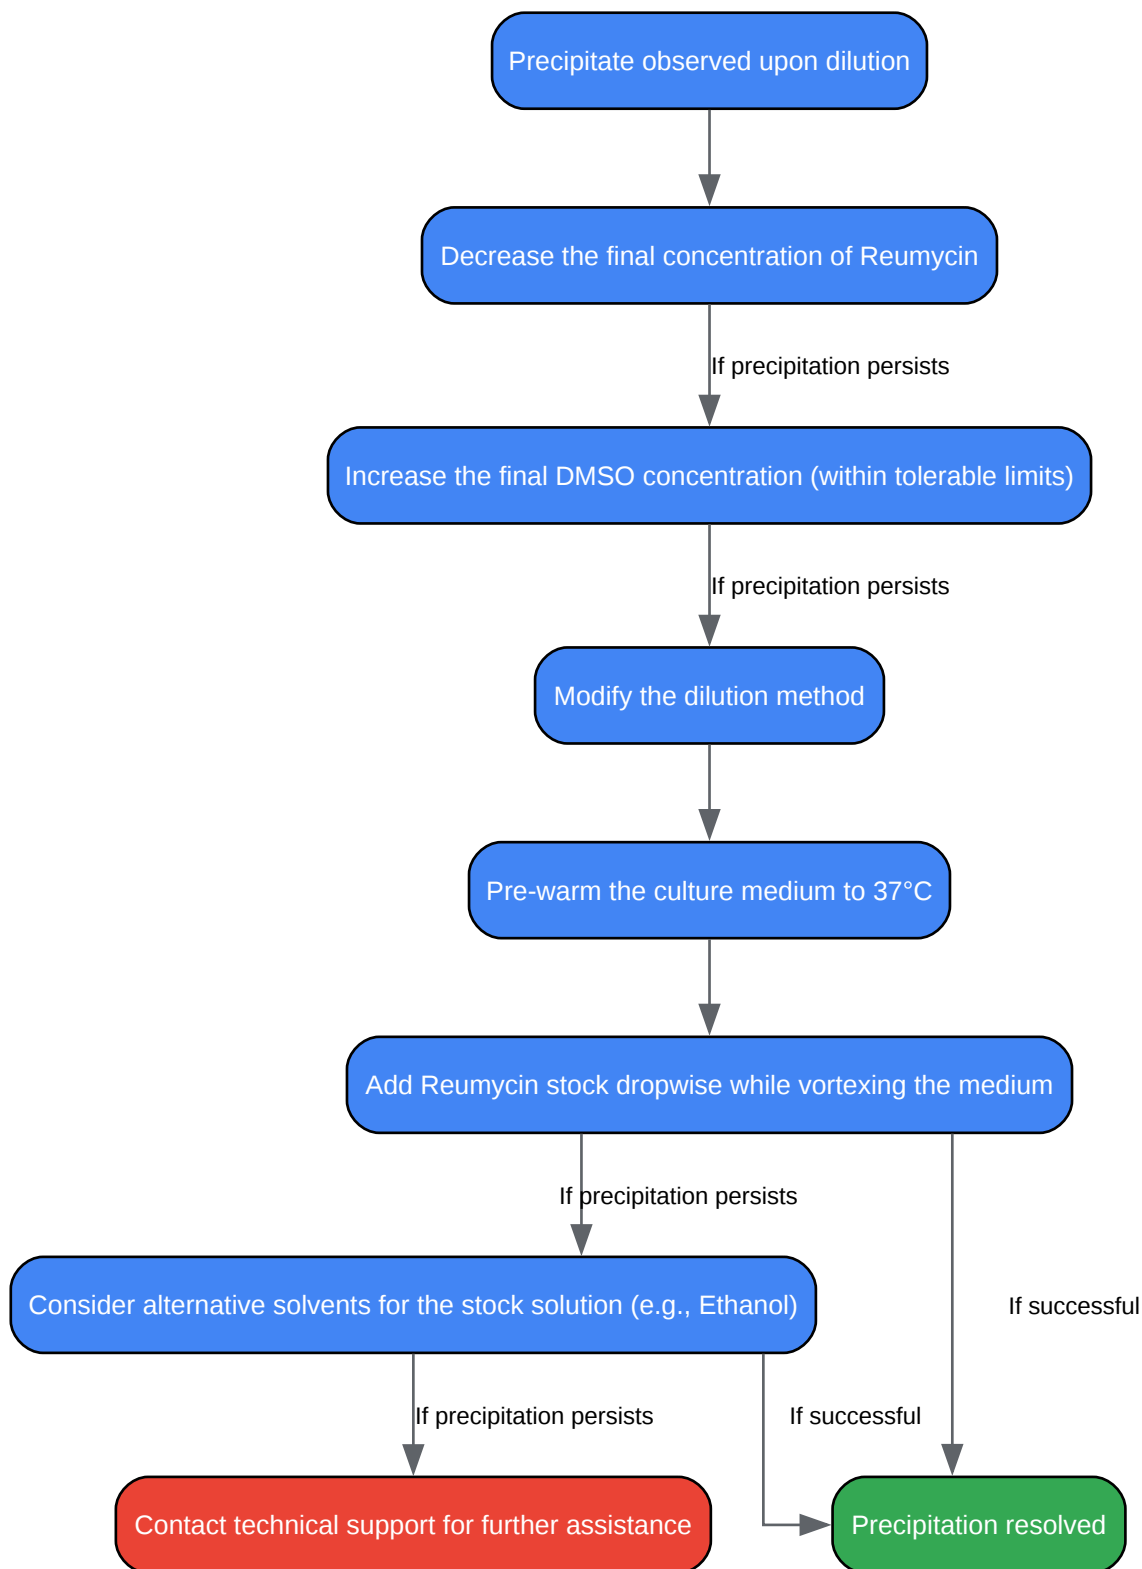 Precipitate observed upon dilution
Decrease the final concentration of Reumycin
If precipitation persists
Increase the final DMSO concentration (within tolerable limits)
If precipitation persists
Modify the dilution method
Pre-warm the culture medium to 37°C
Add Reumycin stock dropwise while vortexing the medium
If precipitation persists
Consider alternative solvents for the stock solution (e.g., Ethanol)
If successful
If precipitation persists
If successful
Contact technical support for further assistance
Precipitation resolved